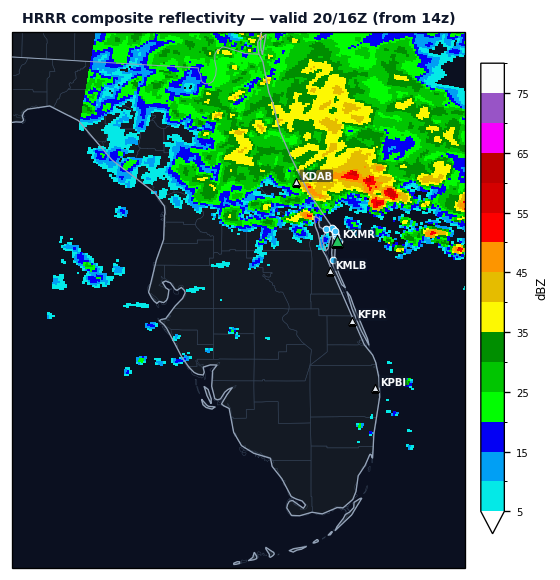 HRRR composite reflectivity — valid 20/16Z (from 14z)
KDAB
KXMR
KMLB
KFPR
KPBI
75
65
55
45
35
25
15
5
dBZ